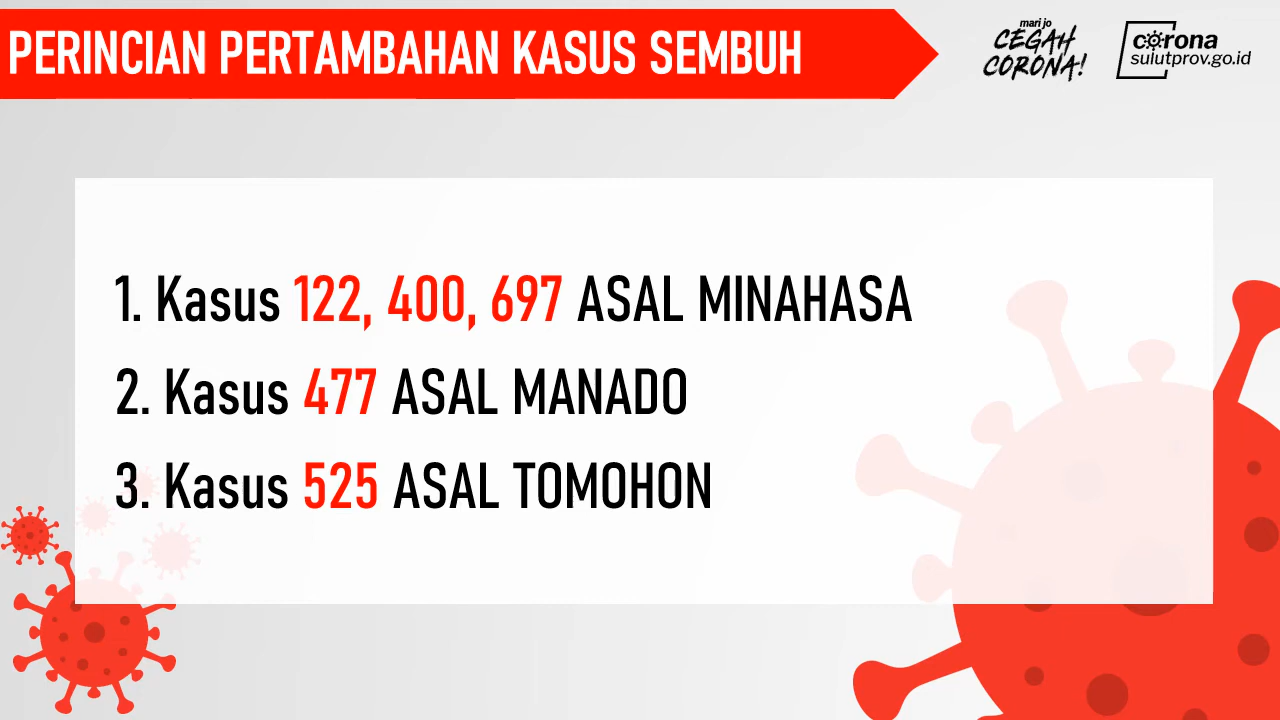 PERINCIAN PERTAMBAHAN KASUS SEMBUH
mari jo
CEGAH
CORONA!
corona
sulutprov.go.id
1. Kasus 122, 400, 697 ASAL MINAHASA
2. Kasus 477 ASAL MANADO
3. Kasus 525 ASAL TOMOHON